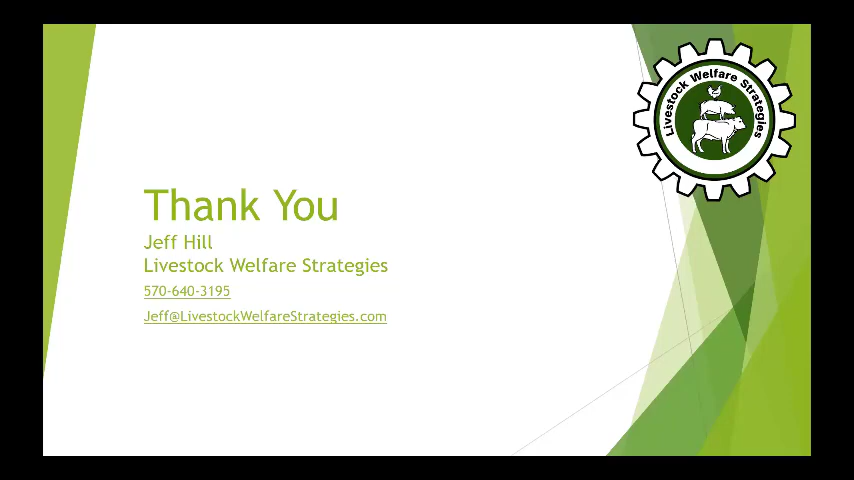 Livestock Welfare Strategies
Thank You
Jeff Hill
Livestock Welfare Strategies
570-640-3195
Jeff@LivestockWelfareStrategies.com